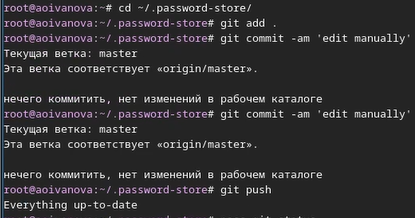 root@aoivanova:~# cd ~/.password-store/
root@aoivanova:~/.password-store# git add .
root@aoivanova:~/.password-store# git commit -am 'edit manually'
Текущая ветка: master
Эта ветка соответствует «origin/master».

нечего коммитить, нет изменений в рабочем каталоге
root@aoivanova:~/.password-store# git commit -am 'edit manually'
Текущая ветка: master
Эта ветка соответствует «origin/master».

нечего коммитить, нет изменений в рабочем каталоге
root@aoivanova:~/.password-store# git push
Everything up-to-date